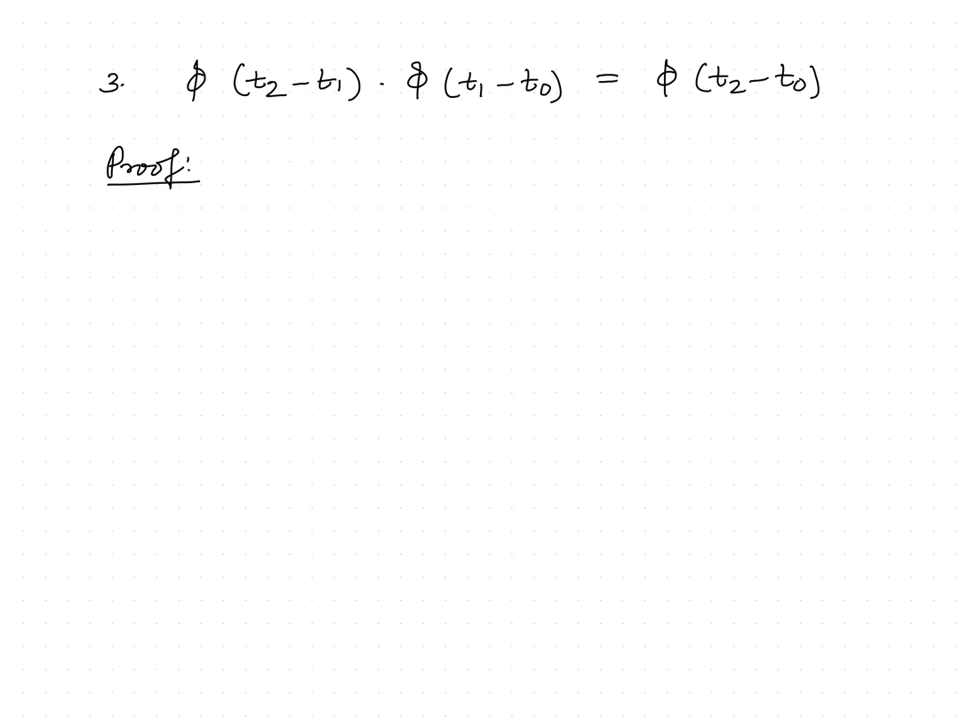 3. ϕ (t₂ – t₁) . ϕ (t₁ – t₀) = ϕ (t₂ – t₀)
Proof: